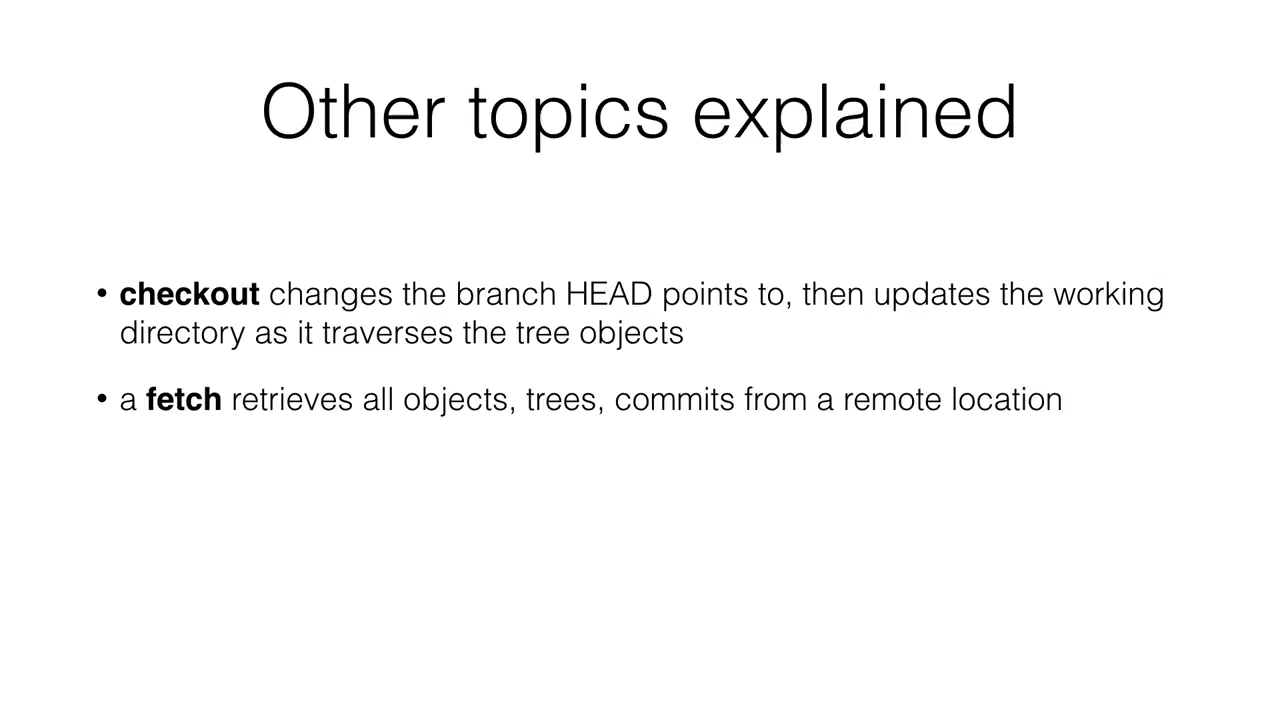 Other topics explained
• checkout changes the branch HEAD points to, then updates the working
directory as it traverses the tree objects
• a fetch retrieves all objects, trees, commits from a remote location